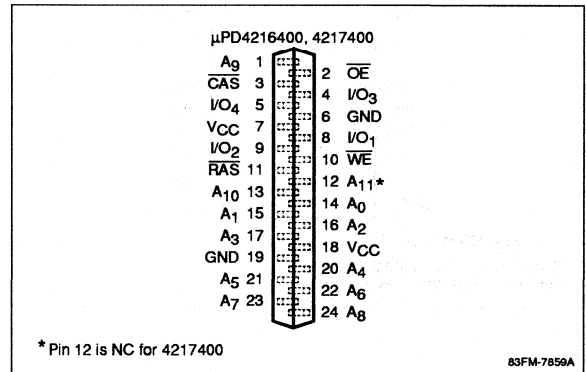 µPD4216400, 4217400
A9 1
2 OE
CAS 3
4 I/O3
I/O4 5
6 GND
VCC 7
8 I/O1
I/O2 9
10 WE
RAS 11
12 A11*
A10 13
14 A0
A1 15
16 A2
A3 17
18 VCC
GND 19
20 A4
A5 21
22 A6
A7 23
24 A8
* Pin 12 is NC for 4217400
83FM-7859A